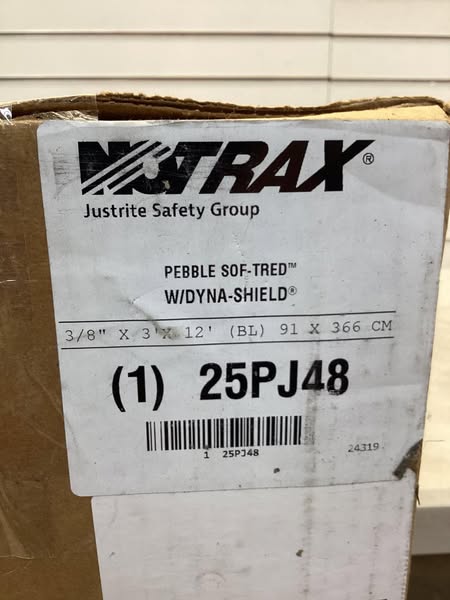 NOTRAX®
Justrite Safety Group
PEBBLE SOF-TRED™
W/DYNA-SHIELD®
3/8" X 3'X 12' (BL) 91 X 366 CM
(1) 25PJ48
1 25PJ48
24319